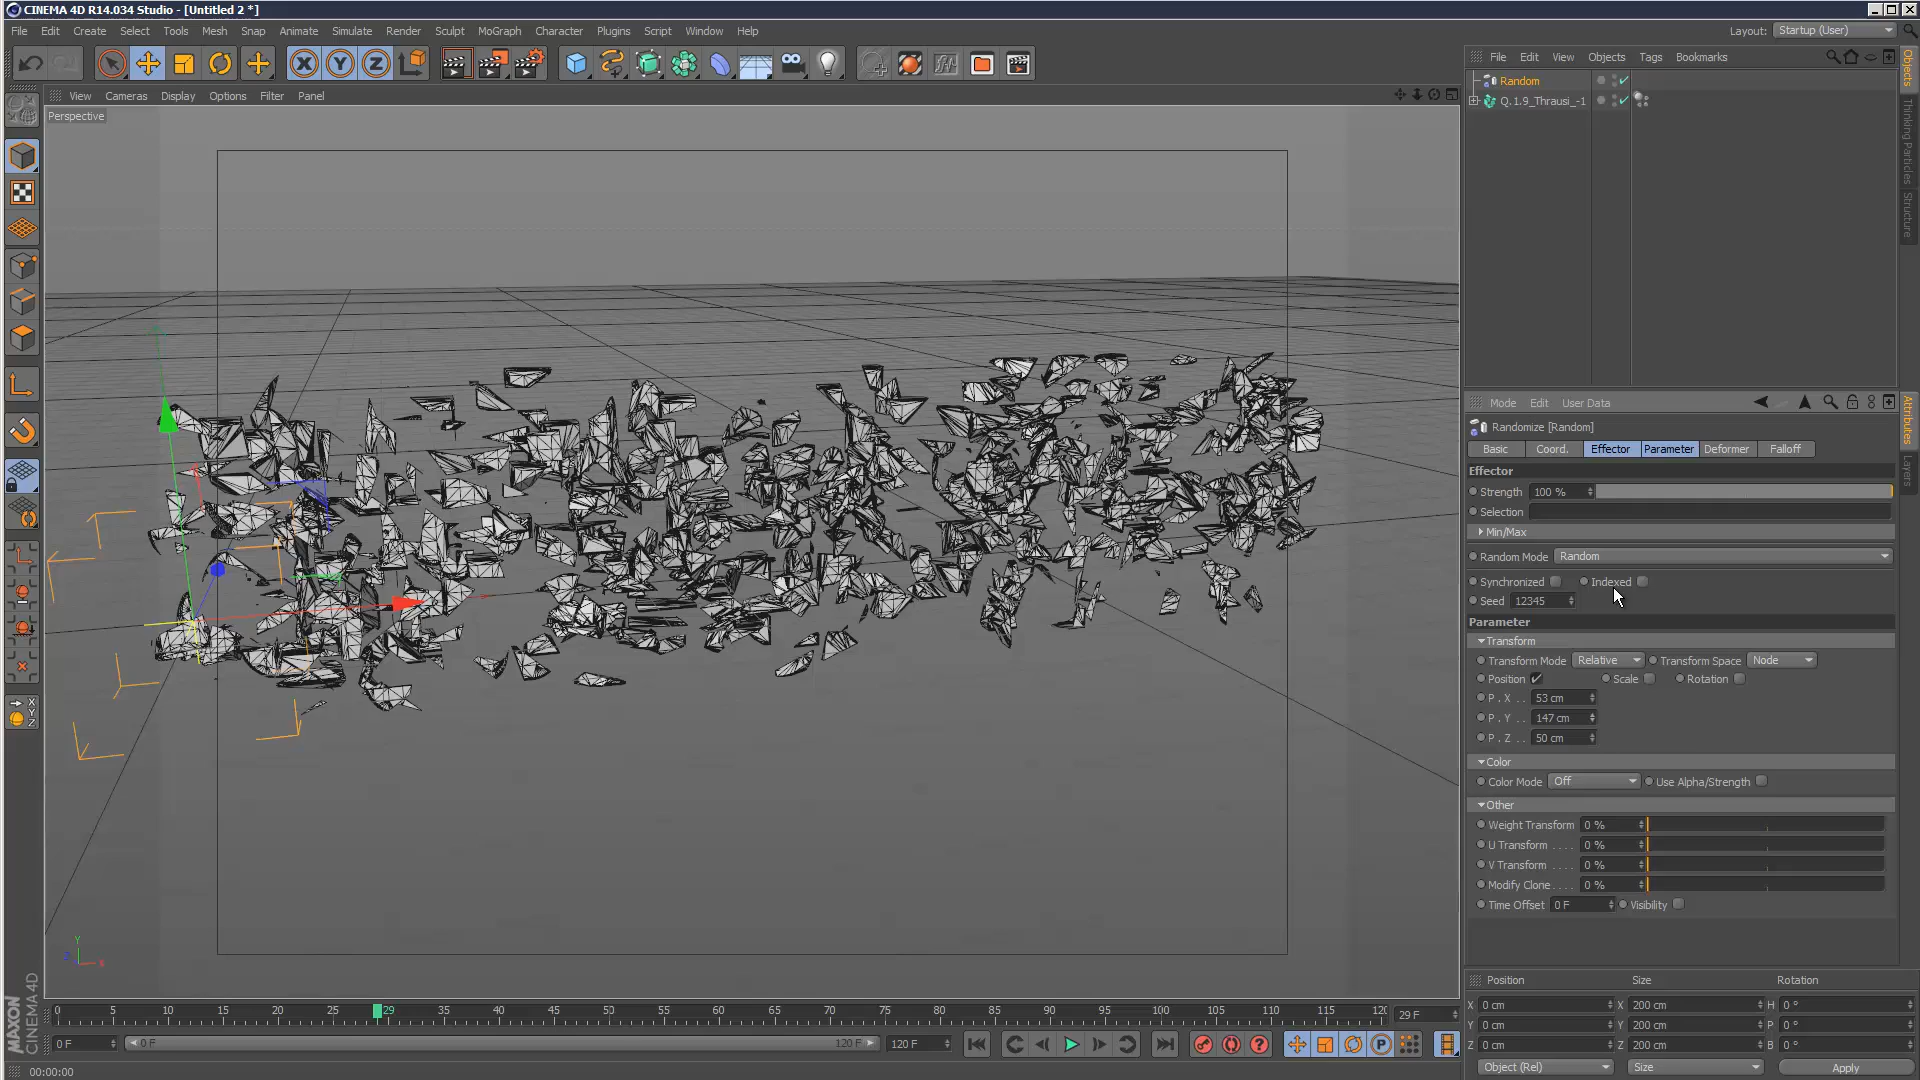 CINEMA 4D R14.034 Studio - [Untitled 2 *]
File Edit Create Select Tools Mesh Snap Animate Simulate Render Sculpt MoGraph Character Plugins Script Window Help
Layout: Startup (User)
View Cameras Display Options Filter Panel
Perspective
File Edit View Objects Tags Bookmarks
Random
Q.1.9_Thrausi_-1
Objects
Thinking Particles
Structure
Mode Edit User Data
Randomize [Random]
Basic Coord. Effector Parameter Deformer Falloff
Effector
Strength 100 %
Selection
Min/Max
Random Mode Random
Synchronized Indexed
Seed 12345
Parameter
Transform
Transform Mode Relative Transform Space Node
Position Scale Rotation
P . X . . 53 cm
P . Y . . 147 cm
P . Z . . 50 cm
Color
Color Mode Off Use Alpha/Strength
Other
Weight Transform 0 %
U Transform . . . . 0 %
V Transform . . . . 0 %
Modify Clone . . . . 0 %
Time Offset 0 F Visibility
Attributes
Layers
Y
Z X
0 5 10 15 20 25 29 35 40 45 50 55 60 65 70 75 80 85 90 95 100 105 110 115 120
29 F
0 F 0 F 120 F 120 F
Position Size Rotation
X 0 cm X 200 cm H 0 °
Y 0 cm Y 200 cm P 0 °
Z 0 cm Z 200 cm B 0 °
Object (Rel) Size Apply
MAXON
CINEMA 4D
00:00:00